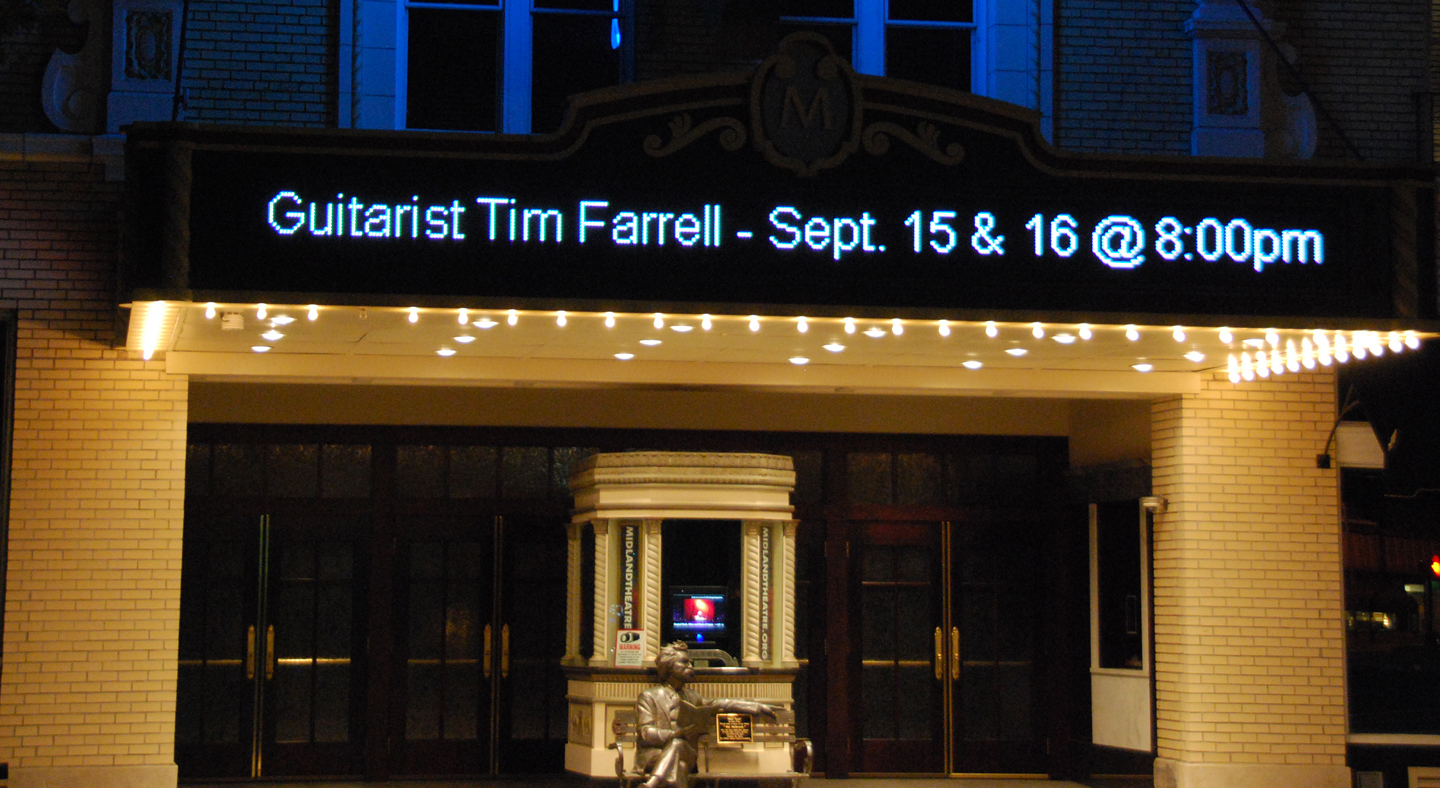 M
Guitarist Tim Farrell - Sept. 15 & 16 @ 8:00pm
MIDLANDTHEATRE.ORG
MIDLANDTHEATRE.ORG
WARNING